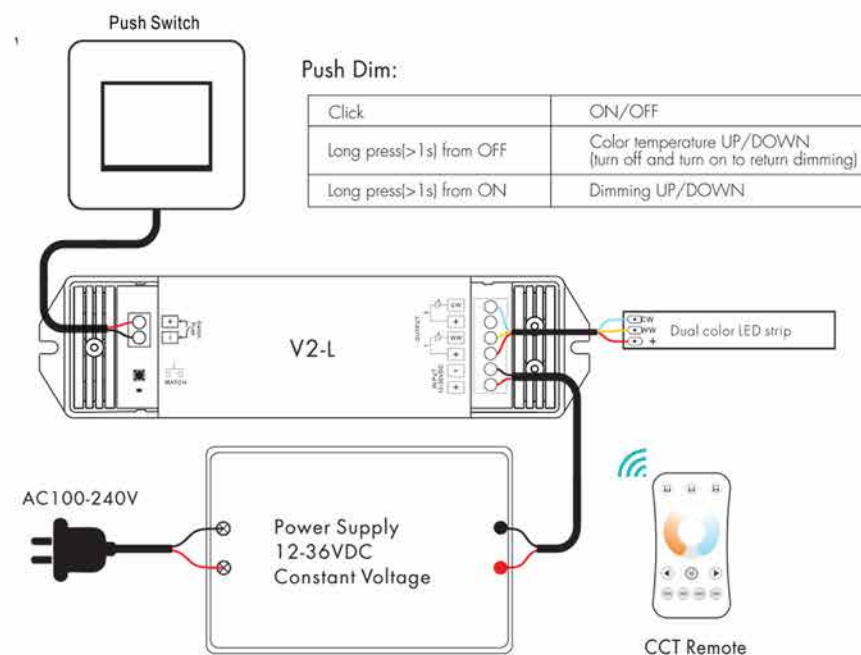 Push Switch
Push Dim:
Click
ON/OFF
Long press(>1s) from OFF
Color temperature UP/DOWN
(turn off and turn on to return dimming)
Long press(>1s) from ON
Dimming UP/DOWN
V2-L
MATCH
OUTPUT
CW
+
WW
+
INPUT
-
+
CW
WW
+
Dual color LED strip
AC100-240V
Power Supply
12-36VDC
Constant Voltage
CCT Remote